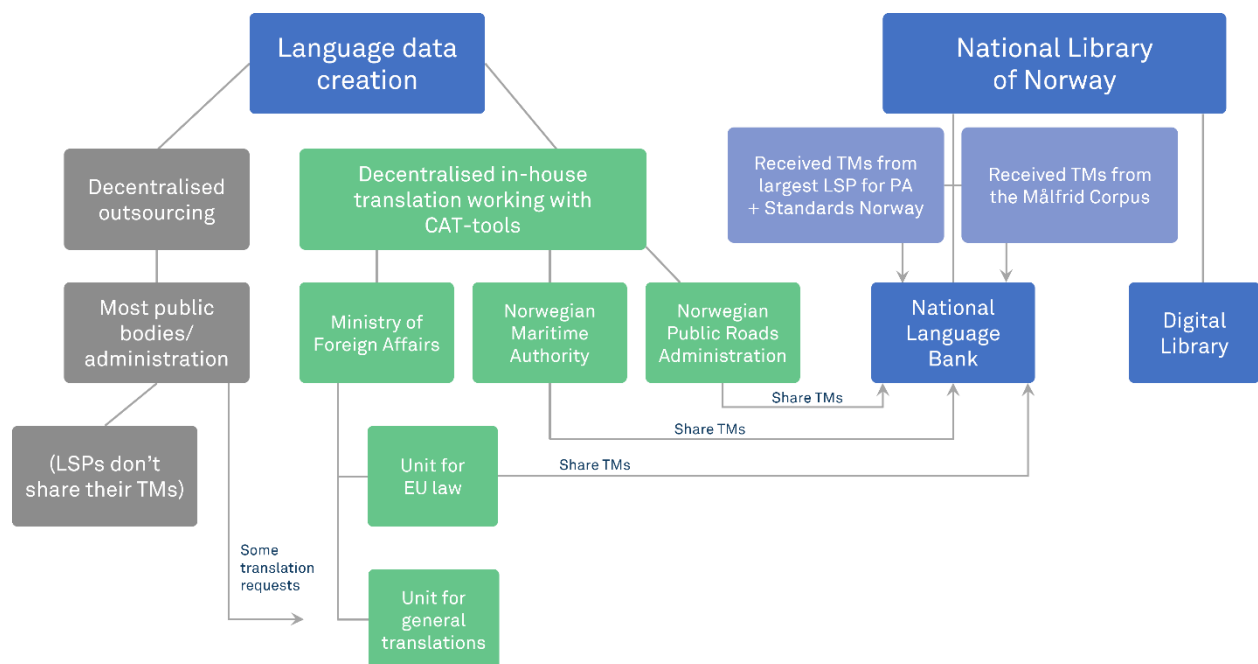 Language data
creation
National Library
of Norway
Decentralised
outsourcing
Decentralised in-house
translation working with
CAT-tools
Received TMs from
largest LSP for PA
+ Standards Norway
Received TMs from
the Målfrid Corpus
Most public
bodies/
administration
Ministry of
Foreign Affairs
Norwegian
Maritime
Authority
Norwegian
Public Roads
Administration
National
Language
Bank
Digital
Library
Share TMs
Share TMs
Share TMs
(LSPs don’t
share their TMs)
Unit for
EU law
Some
translation
requests
Unit for
general
translations